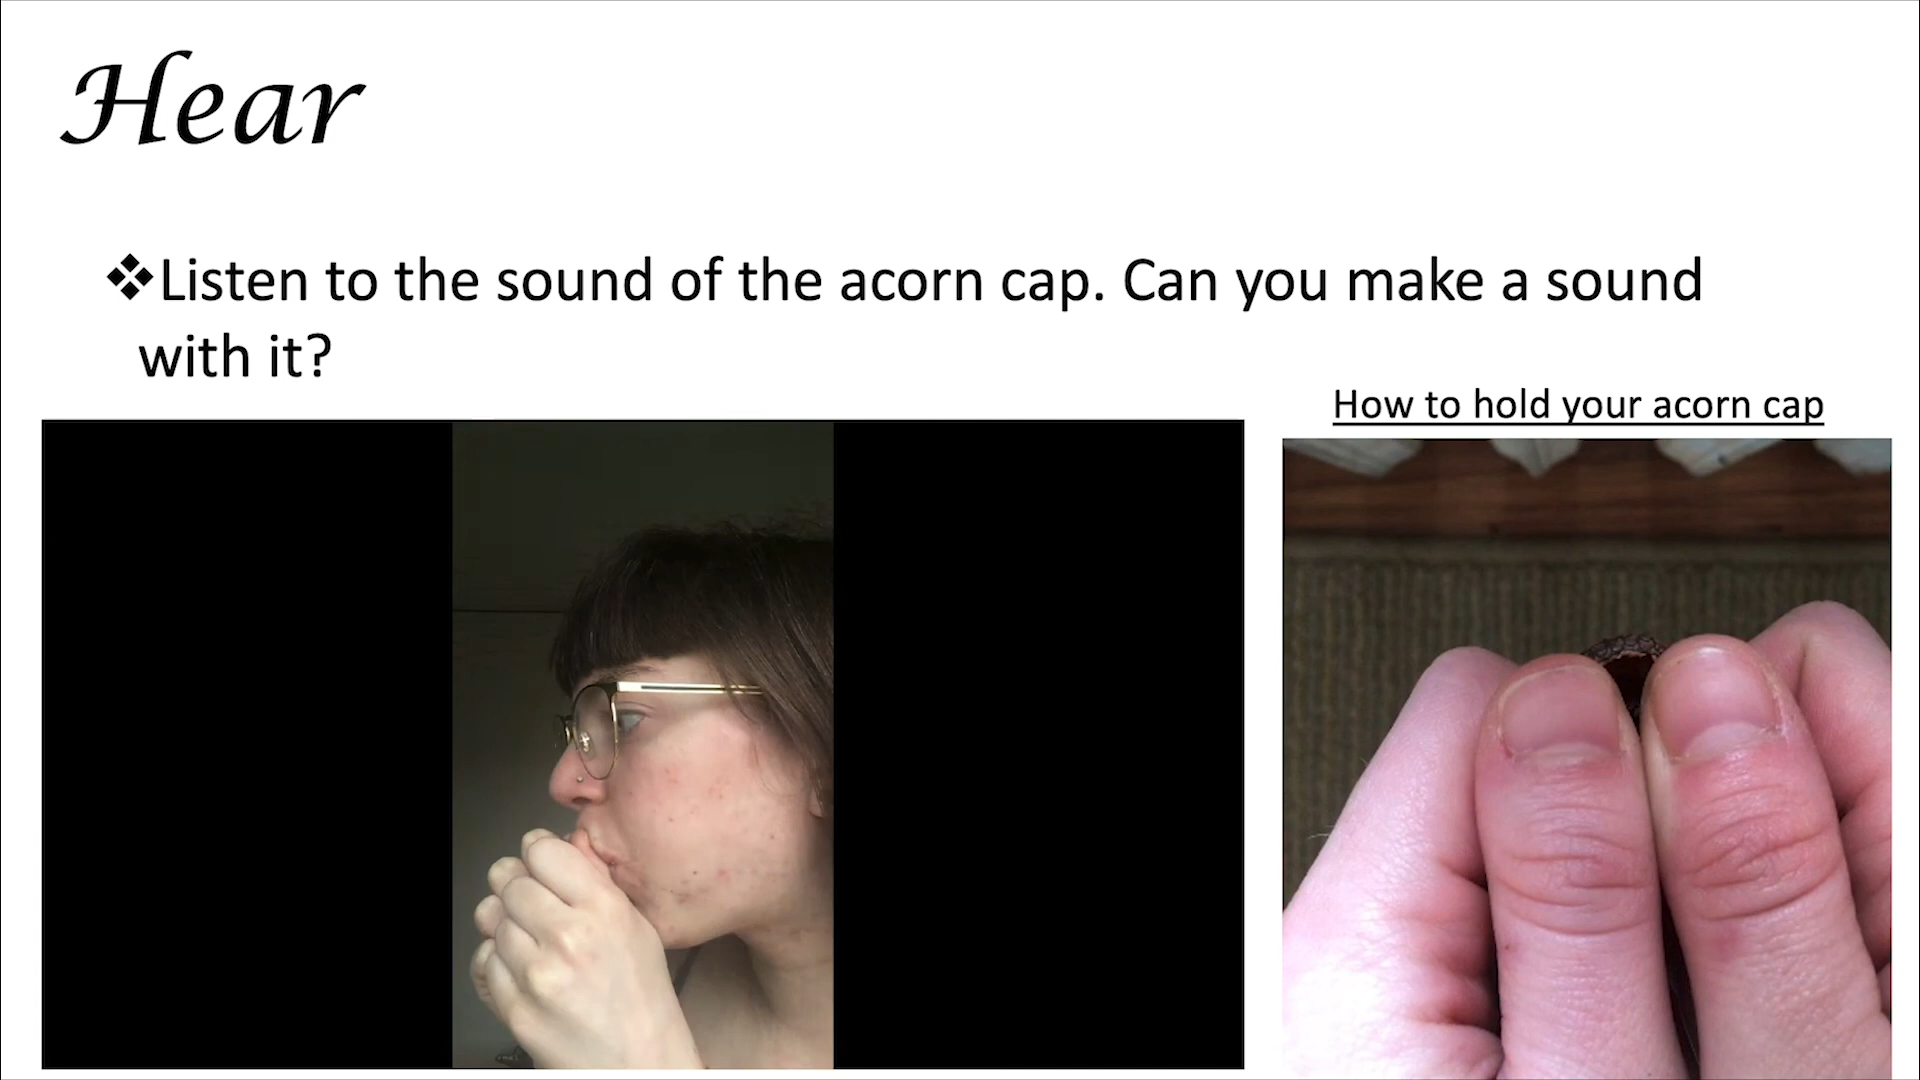 Hear
❖Listen to the sound of the acorn cap. Can you make a sound
with it?
How to hold your acorn cap